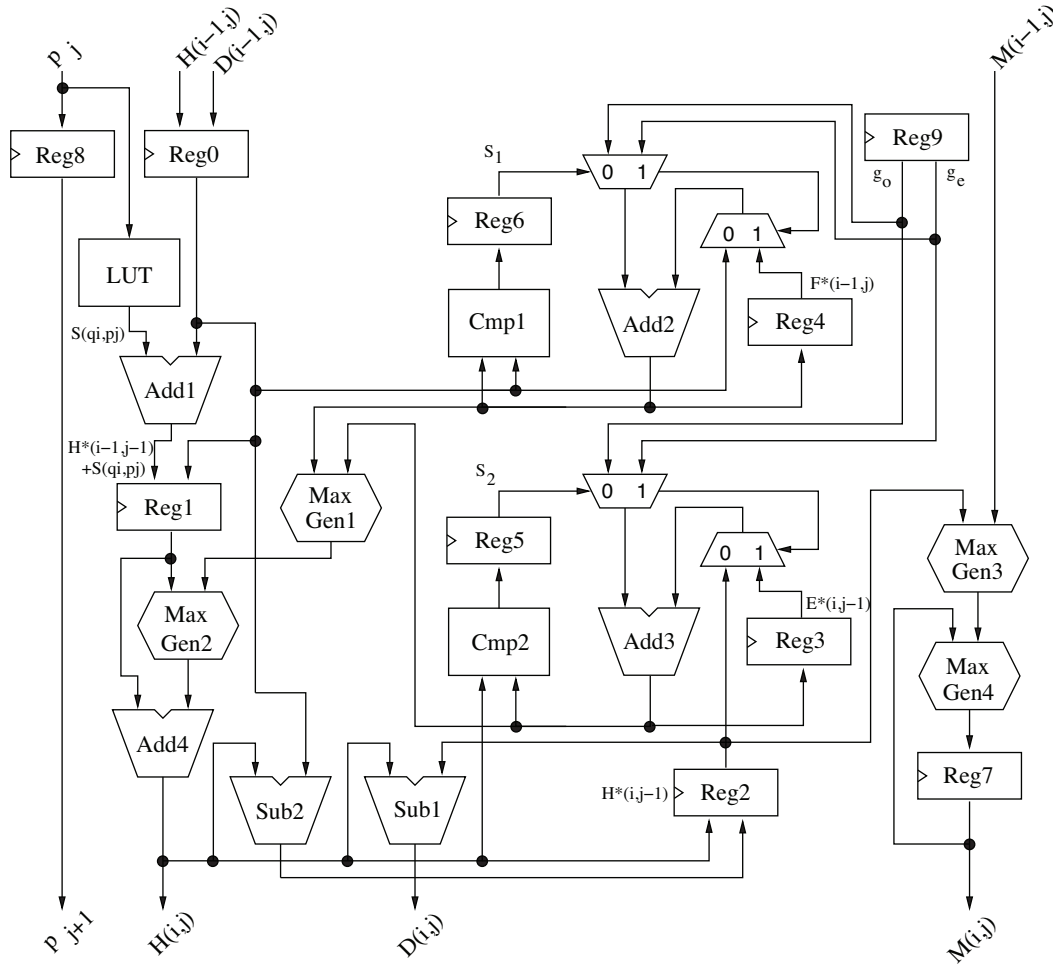 p j
H(i−1,j)
D(i−1,j)
M(i−1,j)
Reg8
Reg0
Reg9
g o
g e
S 1
0 1
Reg6
0 1
LUT
F*(i−1,j)
S(qi,pj)
Cmp1
Add2
Reg4
Add1
H*(i−1,j−1)
+S(qi,pj)
S 2
0 1
Reg1
Max
Gen1
Reg5
0 1
Max
Gen3
Max
Gen2
E*(i,j−1)
Cmp2
Add3
Reg3
Max
Gen4
Add4
Sub2
Sub1
H*(i,j−1)
Reg2
Reg7
p j+1
H(i,j)
D(i,j)
M(i,j)